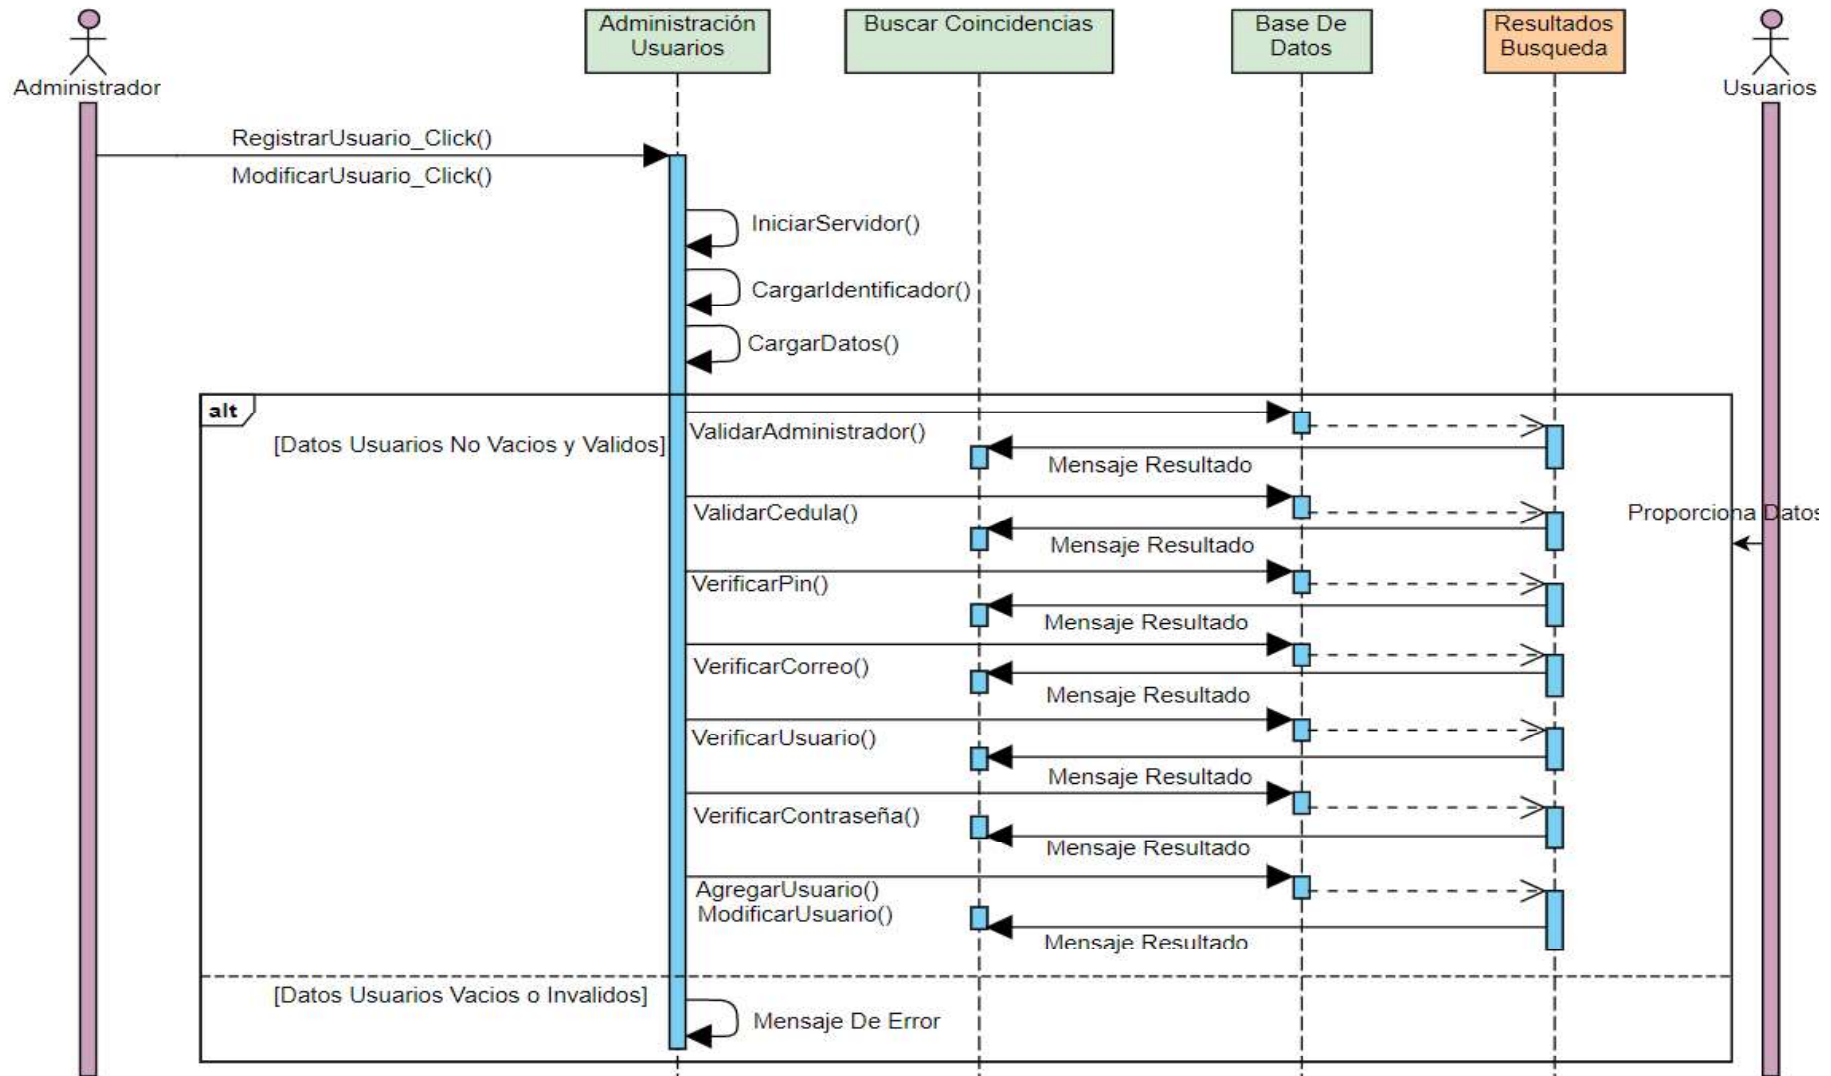 Administrador
Administración
Usuarios
Buscar Coincidencias
Base De
Datos
Resultados
Busqueda
Usuarios
RegistrarUsuario_Click()
ModificarUsuario_Click()
IniciarServidor()
CargarIdentificador()
CargarDatos()
alt
[Datos Usuarios No Vacios y Validos]
ValidarAdministrador()
Mensaje Resultado
ValidarCedula()
Mensaje Resultado
Proporciona Datos
VerificarPin()
Mensaje Resultado
VerificarCorreo()
Mensaje Resultado
VerificarUsuario()
Mensaje Resultado
VerificarContraseña()
Mensaje Resultado
AgregarUsuario()
ModificarUsuario()
Mensaje Resultado
[Datos Usuarios Vacios o Invalidos]
Mensaje De Error